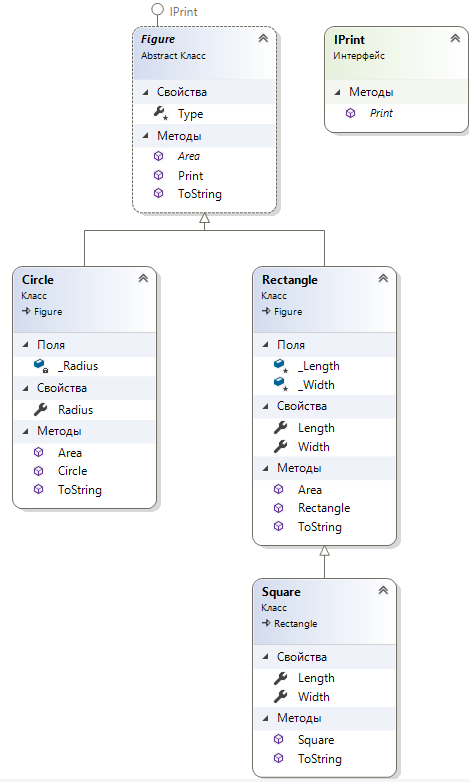 IPrint
Figure
Abstract Класс
Свойства
Type
Методы
Area
Print
ToString
IPrint
Интерфейс
Методы
Print
Circle
Класс
Figure
Поля
_Radius
Свойства
Radius
Методы
Area
Circle
ToString
Rectangle
Класс
Figure
Поля
_Length
_Width
Свойства
Length
Width
Методы
Area
Rectangle
ToString
Square
Класс
Rectangle
Свойства
Length
Width
Методы
Square
ToString